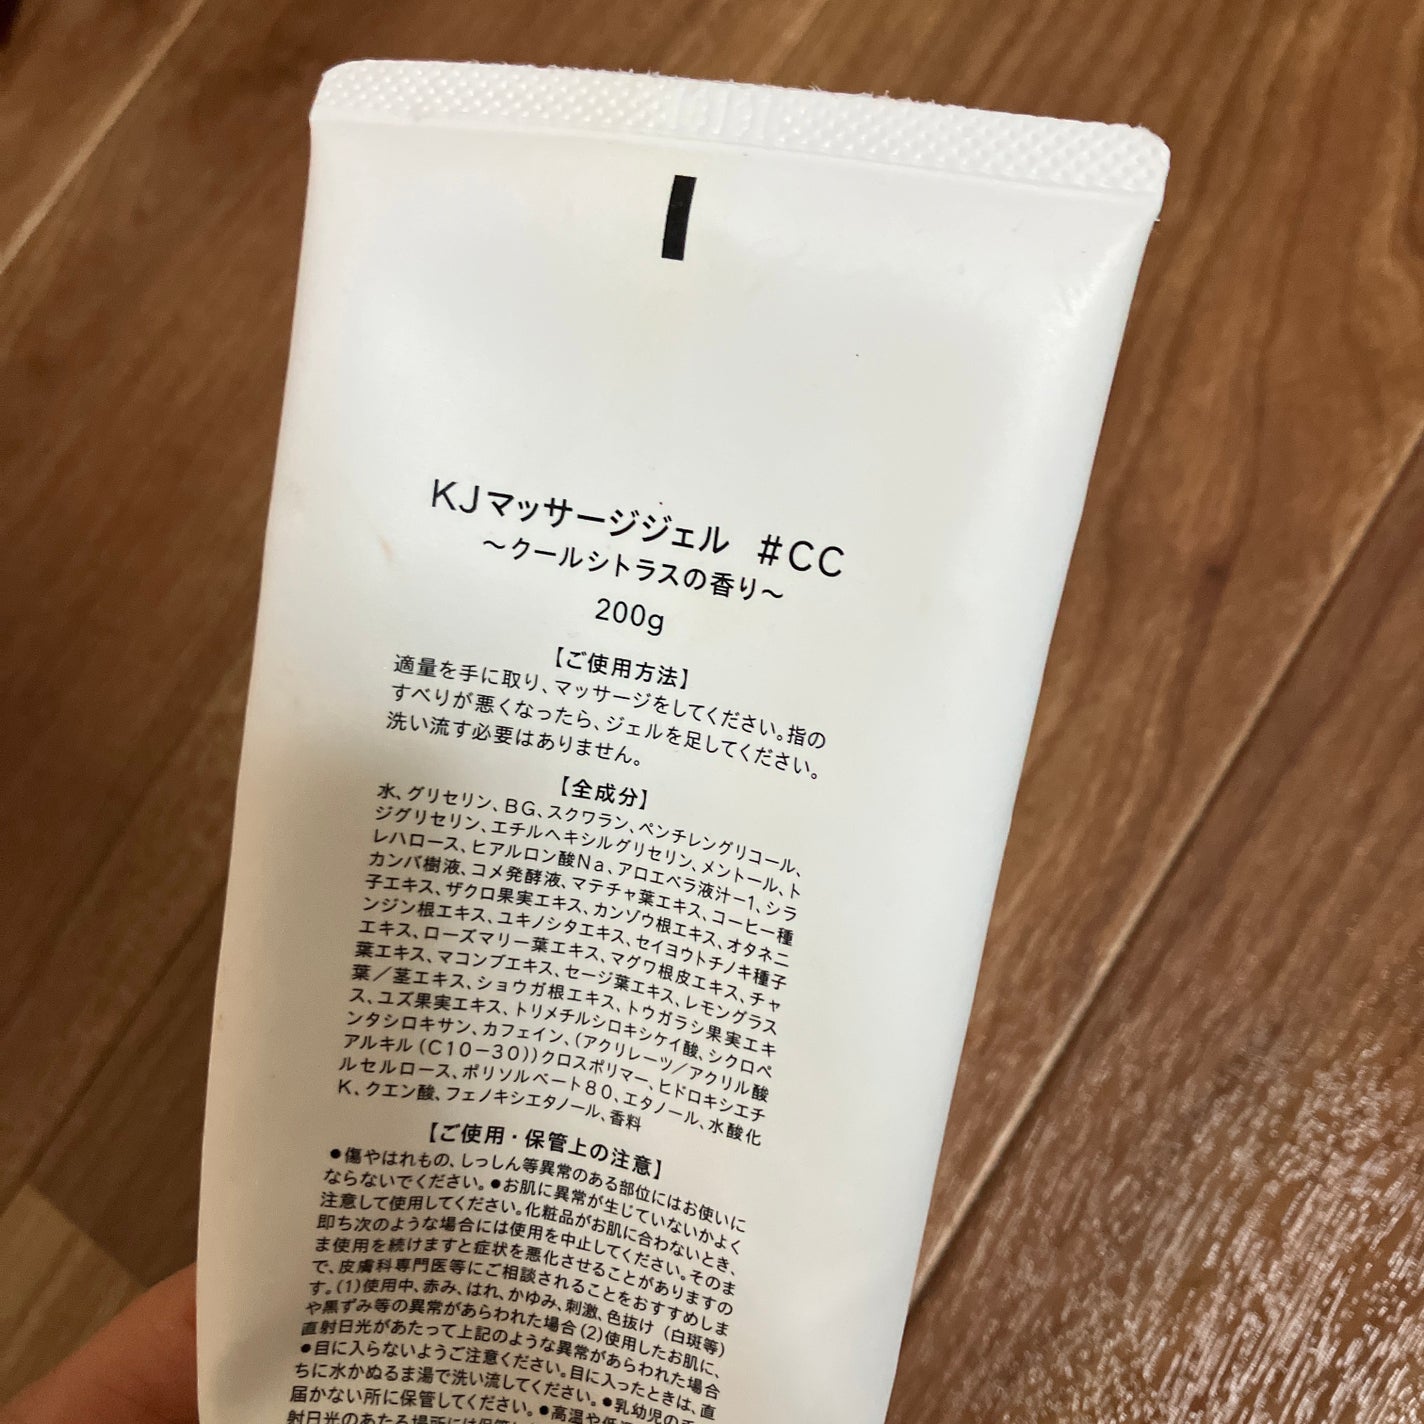 KJマッサージジェル #CC
～クールシトラスの香り～
200g
【ご使用方法】
適量を手に取り、マッサージをしてください。指の
すべりが悪くなったら、ジェルを足してください。
洗い流す必要はありません。
【全成分】
水、グリセリン、BG、スクワラン、ペンチレングリコール、
ジグリセリン、エチルヘキシルグリセリン、メントール、ト
レハロース、ヒアルロン酸Na、アロエベラ液汁-1、シラ
カンバ樹液、コメ発酵液、マテチャ葉エキス、コーヒー種
子エキス、ザクロ果実エキス、カンゾウ根エキス、オタネニ
ンジン根エキス、ユキノシタエキス、セイヨウトチノキ種子
エキス、ローズマリー葉エキス、マグワ根皮エキス、チャ
葉エキス、マコンブエキス、セージ葉エキス、レモングラス
葉／茎エキス、ショウガ根エキス、トウガラシ果実エキ
ス、ユズ果実エキス、トリメチルシロキシケイ酸、シクロペ
ンタシロキサン、カフェイン、(アクリレーツ／アクリル酸
アルキル(C10-30))クロスポリマー、ヒドロキシエチ
ルセルロース、ポリソルベート80、エタノール、水酸化
K、クエン酸、フェノキシエタノール、香料
【ご使用・保管上の注意】
●傷やはれもの、しっしん等異常のある部位にはお使いに
ならないでください。●お肌に異常が生じていないかよく
注意して使用してください。化粧品がお肌に合わないとき、
即ち次のような場合には使用を中止してください。そのま
ま使用を続けますと症状を悪化させることがありますの
で、皮膚科専門医等にご相談されることをおすすめしま
す。(1)使用中、赤み、はれ、かゆみ、刺激、色抜け（白斑等）
や黒ずみ等の異常があらわれた場合(2)使用したお肌に、
直射日光があたって上記のような異常があらわれた場合
●目に入らないようご注意ください。目に入ったときは、直
ちに水かぬるま湯で洗い流してください。●乳幼児の手の
届かない所に保管してください。●高温や低
射日光のあたる場所には保管し